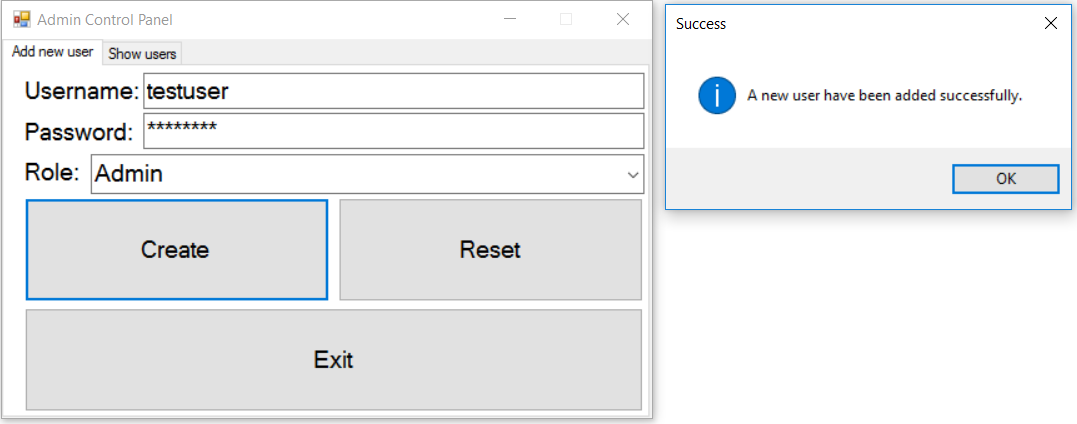 Admin Control Panel
Add new user
Show users
Username: testuser
Password: ********
Role: Admin
Create
Reset
Exit
Success
A new user have been added successfully.
OK